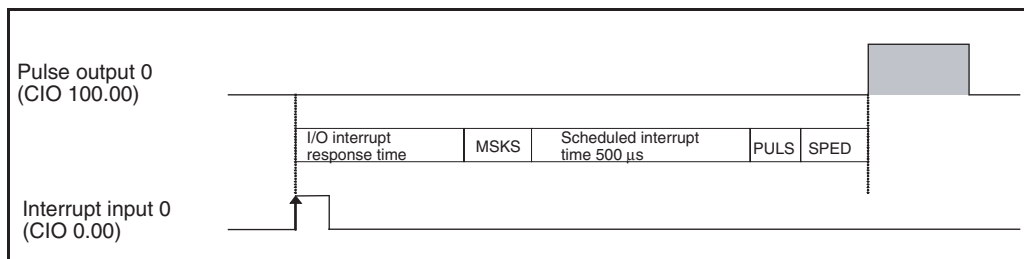 Pulse output 0
(CIO 100.00)
I/O interrupt
response time
MSKS
Scheduled interrupt
time 500 μs
PULS
SPED
Interrupt input 0
(CIO 0.00)